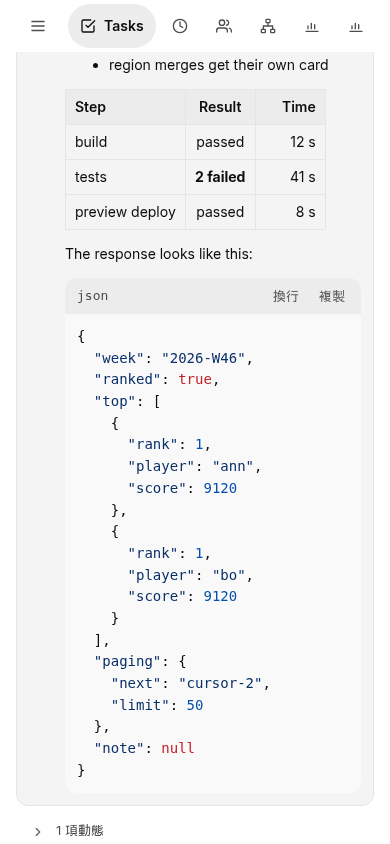 Tasks
region merges get their own card
Step Result Time
build passed 12 s
tests 2 failed 41 s
preview deploy passed 8 s
The response looks like this:
json 換行 複製
{
  "week": "2026-W46",
  "ranked": true,
  "top": [
    {
      "rank": 1,
      "player": "ann",
      "score": 9120
    },
    {
      "rank": 1,
      "player": "bo",
      "score": 9120
    }
  ],
  "paging": {
    "next": "cursor-2",
    "limit": 50
  },
  "note": null
}
1 項動態